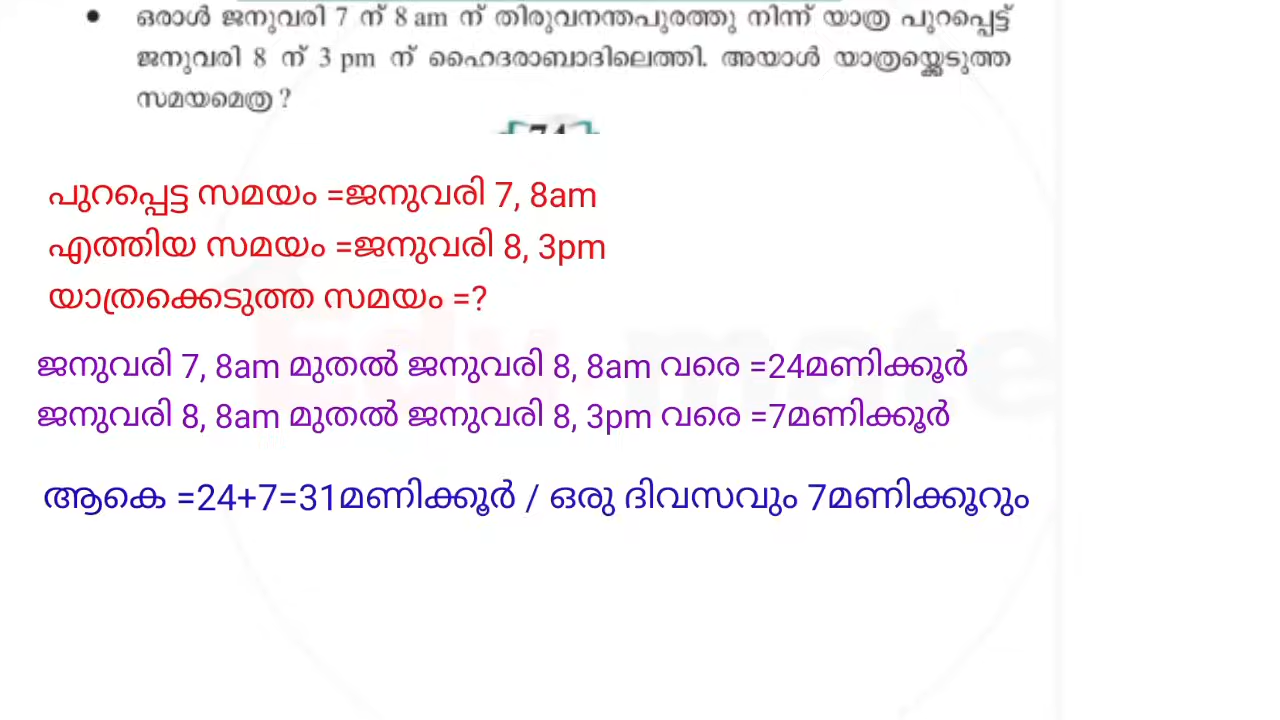 • ഒരാൾ ജനുവരി 7 ന് 8 am ന് തിരുവനന്തപുരത്തു നിന്ന് യാത്ര പുറപ്പെട്ട്
ജനുവരി 8 ന് 3 pm ന് ഹൈദരാബാദിലെത്തി. അയാൾ യാത്രയ്ക്കെടുത്ത
സമയമെത്ര ?
74
പുറപ്പെട്ട സമയം =ജനുവരി 7, 8am
എത്തിയ സമയം =ജനുവരി 8, 3pm
യാത്രക്കെടുത്ത സമയം =?
ജനുവരി 7, 8am മുതൽ ജനുവരി 8, 8am വരെ =24മണിക്കൂർ
ജനുവരി 8, 8am മുതൽ ജനുവരി 8, 3pm വരെ =7മണിക്കൂർ
ആകെ =24+7=31മണിക്കൂർ / ഒരു ദിവസവും 7മണിക്കൂറും